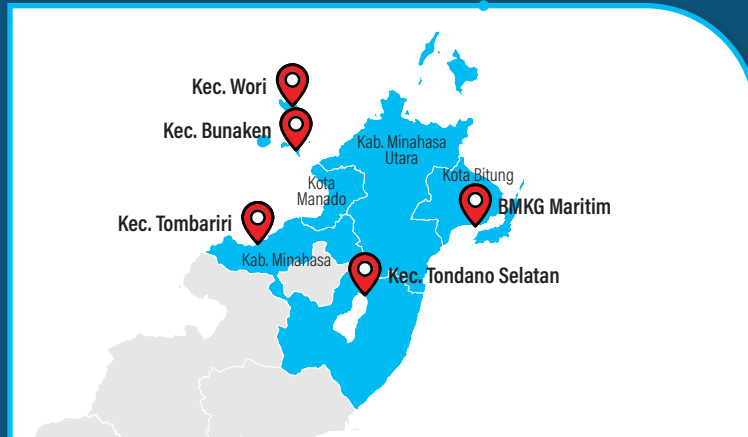 Kec. Wori
Kec. Bunaken
Kab. Minahasa
Utara
Kota Bitung
Kota
Manado
BMKG Maritim
Kec. Tombariri
Kab. Minahasa
Kec. Tondano Selatan